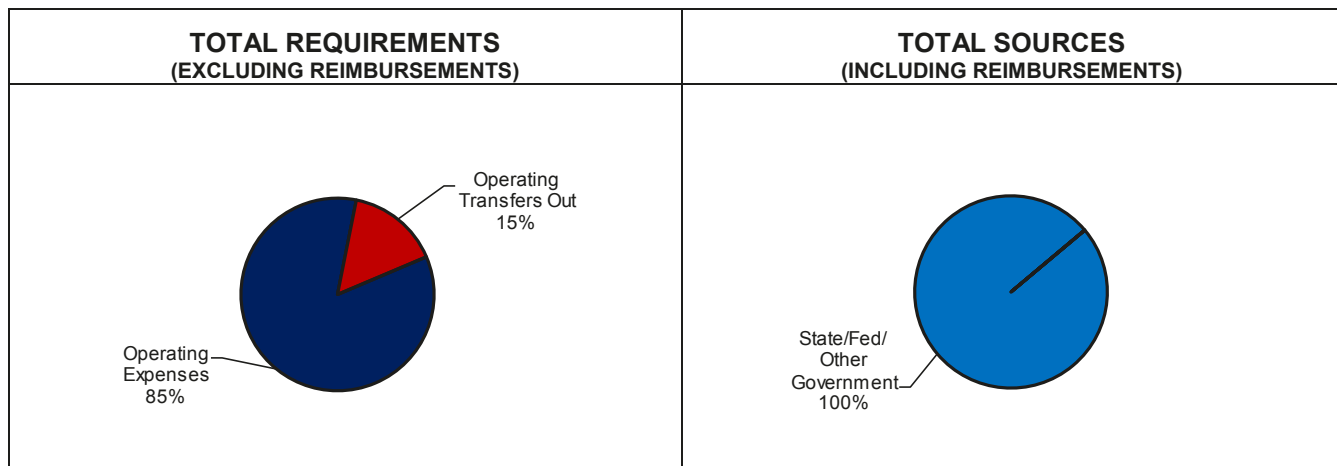 TOTAL REQUIREMENTS
(EXCLUDING REIMBURSEMENTS)
Operating
Transfers Out
15%
Operating
Expenses
85%
TOTAL SOURCES
(INCLUDING REIMBURSEMENTS)
State/Fed/
Other
Government
100%